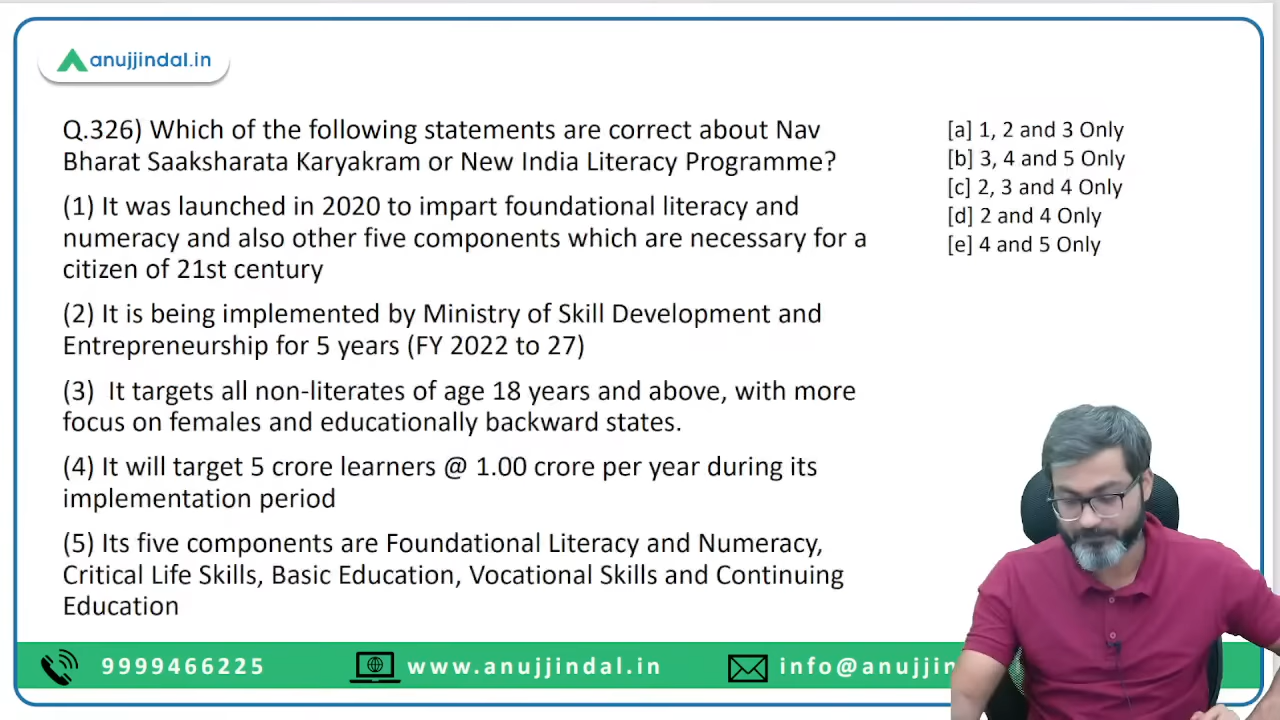 anujjindal.in
Q.326) Which of the following statements are correct about Nav
Bharat Saaksharata Karyakram or New India Literacy Programme?
(1) It was launched in 2020 to impart foundational literacy and
numeracy and also other five components which are necessary for a
citizen of 21st century
(2) It is being implemented by Ministry of Skill Development and
Entrepreneurship for 5 years (FY 2022 to 27)
(3) It targets all non-literates of age 18 years and above, with more
focus on females and educationally backward states.
(4) It will target 5 crore learners @ 1.00 crore per year during its
implementation period
(5) Its five components are Foundational Literacy and Numeracy,
Critical Life Skills, Basic Education, Vocational Skills and Continuing
Education
[a] 1, 2 and 3 Only
[b] 3, 4 and 5 Only
[c] 2, 3 and 4 Only
[d] 2 and 4 Only
[e] 4 and 5 Only
9999466225
www.anujjindal.in